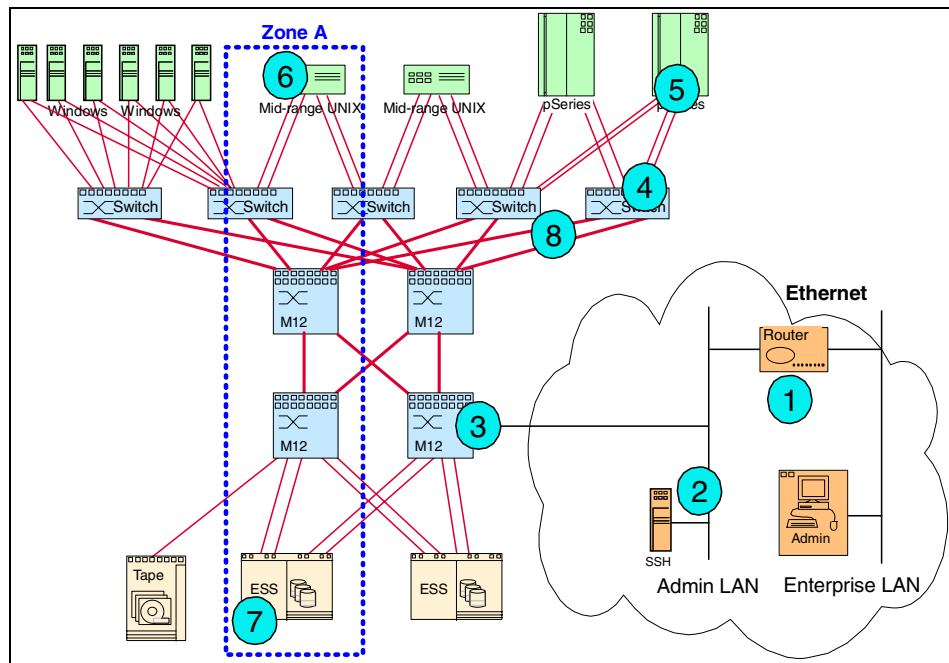 Zone A
6
5
Windows
Windows
Mid-range UNIX
Mid-range UNIX
pSeries
4
Switch
Switch
Switch
Switch
Switch
8
M12
M12
Ethernet
Router
1
M12
M12
3
2
SSH
Admin
Admin LAN
Enterprise LAN
Tape
ESS
ESS
7